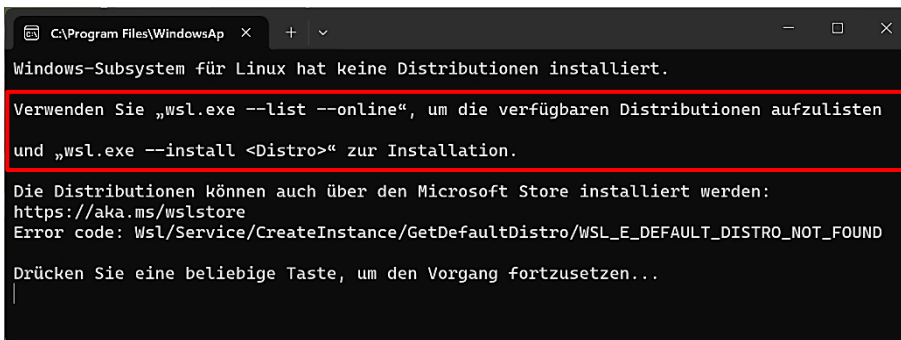 C:\Program Files\WindowsAp
Windows-Subsystem für Linux hat keine Distributionen installiert.
Verwenden Sie „wsl.exe --list --online“, um die verfügbaren Distributionen aufzulisten
und „wsl.exe --install <Distro>“ zur Installation.
Die Distributionen können auch über den Microsoft Store installiert werden:
https://aka.ms/wslstore
Error code: Wsl/Service/CreateInstance/GetDefaultDistro/WSL_E_DEFAULT_DISTRO_NOT_FOUND
Drücken Sie eine beliebige Taste, um den Vorgang fortzusetzen...